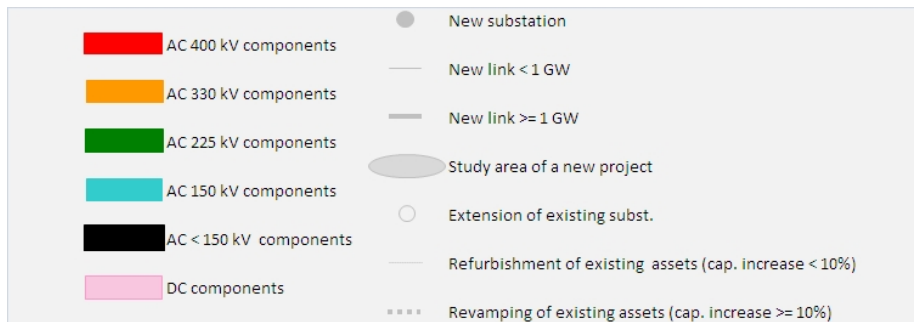 AC 400 kV components
AC 330 kV components
AC 225 kV components
AC 150 kV components
AC < 150 kV components
DC components
New substation
New link < 1 GW
New link >= 1 GW
Study area of a new project
Extension of existing subst.
Refurbishment of existing assets (cap. increase < 10%)
Revamping of existing assets (cap. increase >= 10%)